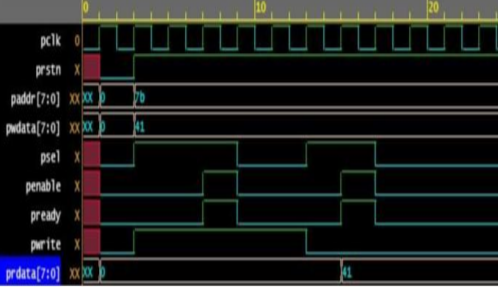 0 10 20
pclk 0
prstn X
paddr[7:0] XX XX 0 7b
pwdata[7:0] XX XX 0 41
psel X
penable X
pready X
pwrite X
prdata[7:0] XX XX 0 41